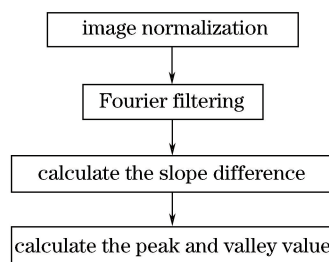 image normalization
Fourier filtering
calculate the slope difference
calculate the peak and valley value